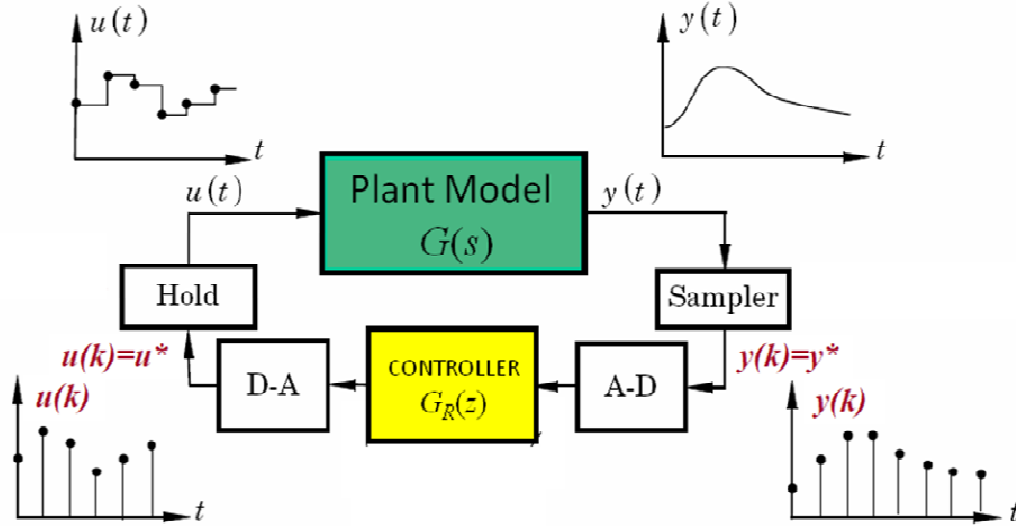 u(t)
t
y(t)
t
u(t)
Plant Model
G(s)
y(t)
Hold
Sampler
u(k)=u*
D-A
CONTROLLER
G_R(z)
A-D
y(k)=y*
u(k)
t
y(k)
t